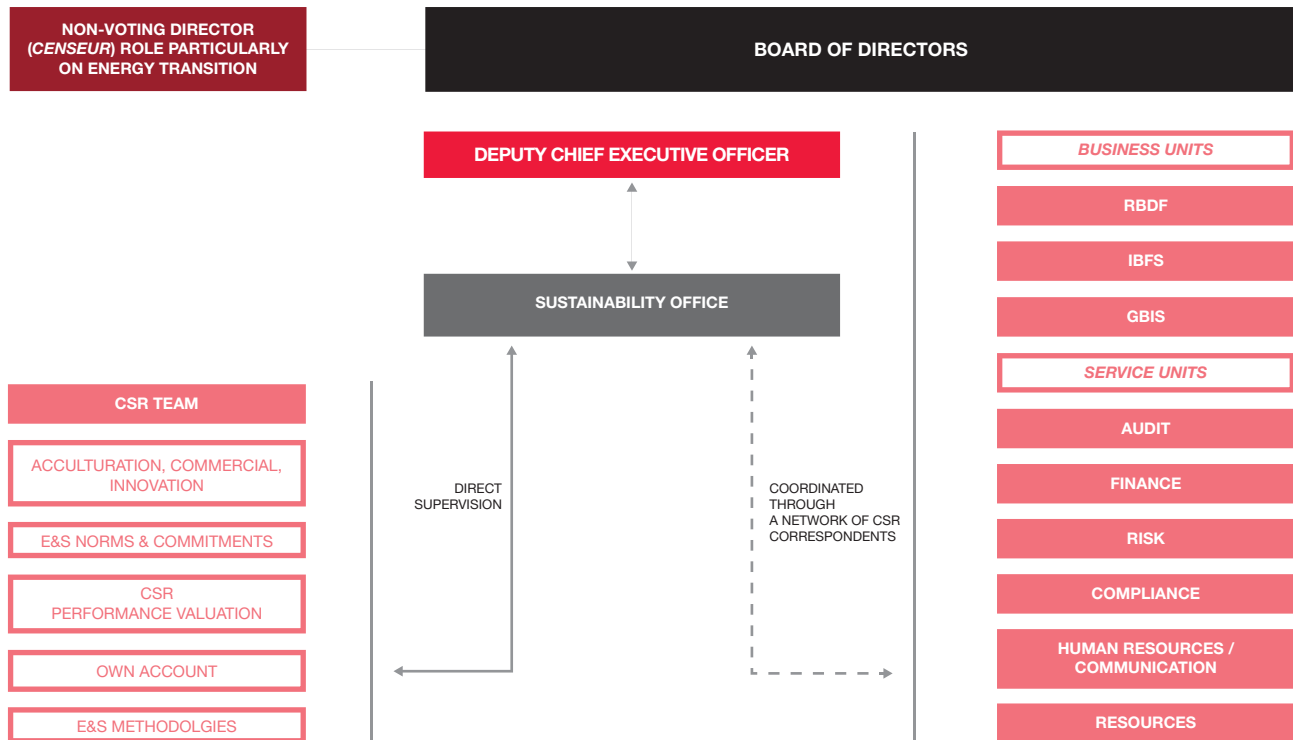 NON-VOTING DIRECTOR
(CENSEUR) ROLE PARTICULARLY
ON ENERGY TRANSITION
BOARD OF DIRECTORS
DEPUTY CHIEF EXECUTIVE OFFICER
SUSTAINABILITY OFFICE
CSR TEAM
ACCULTURATION, COMMERCIAL,
INNOVATION
E&S NORMS & COMMITMENTS
CSR
PERFORMANCE VALUATION
OWN ACCOUNT
E&S METHODOLGIES
DIRECT
SUPERVISION
COORDINATED
THROUGH
A NETWORK OF CSR
CORRESPONDENTS
BUSINESS UNITS
RBDF
IBFS
GBIS
SERVICE UNITS
AUDIT
FINANCE
RISK
COMPLIANCE
HUMAN RESOURCES /
COMMUNICATION
RESOURCES